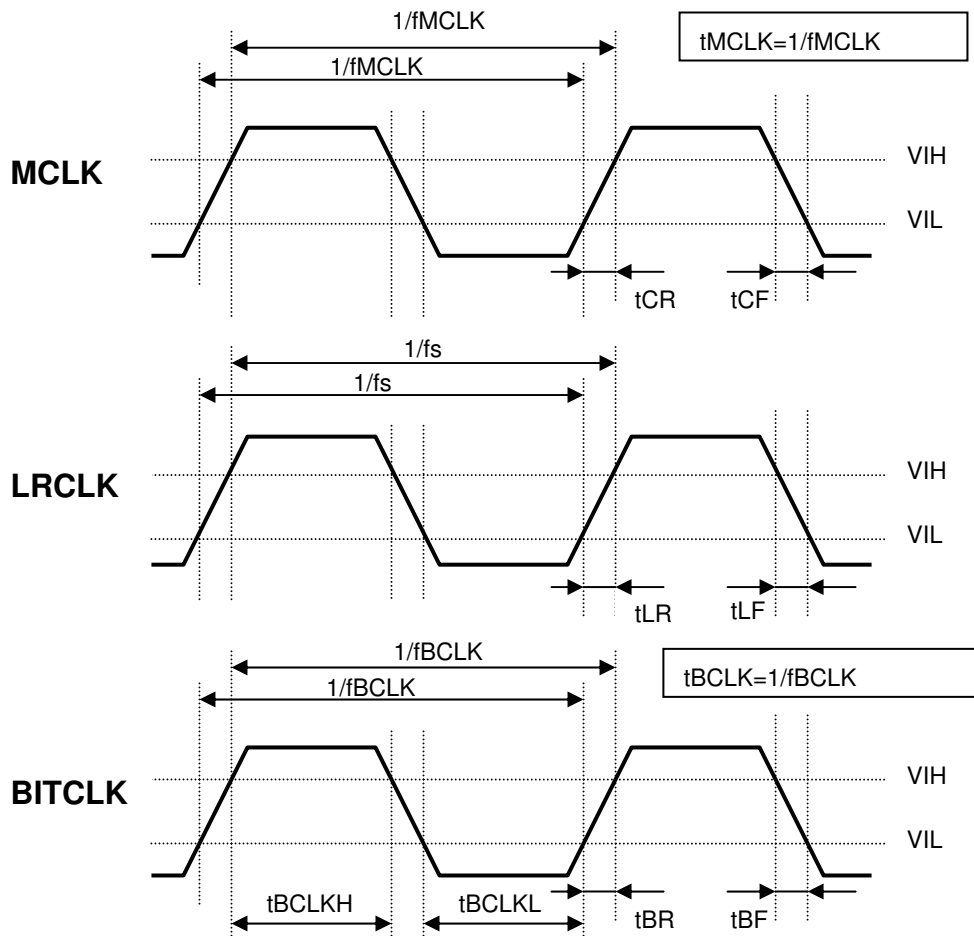 1/fMCLK
tMCLK=1/fMCLK
1/fMCLK
MCLK
VIH
VIL
tCR
tCF
1/fs
1/fs
LRCLK
VIH
VIL
tLR
tLF
1/fBCLK
tBCLK=1/fBCLK
1/fBCLK
BITCLK
VIH
VIL
tBCLKH
tBCLKL
tBR
tBF